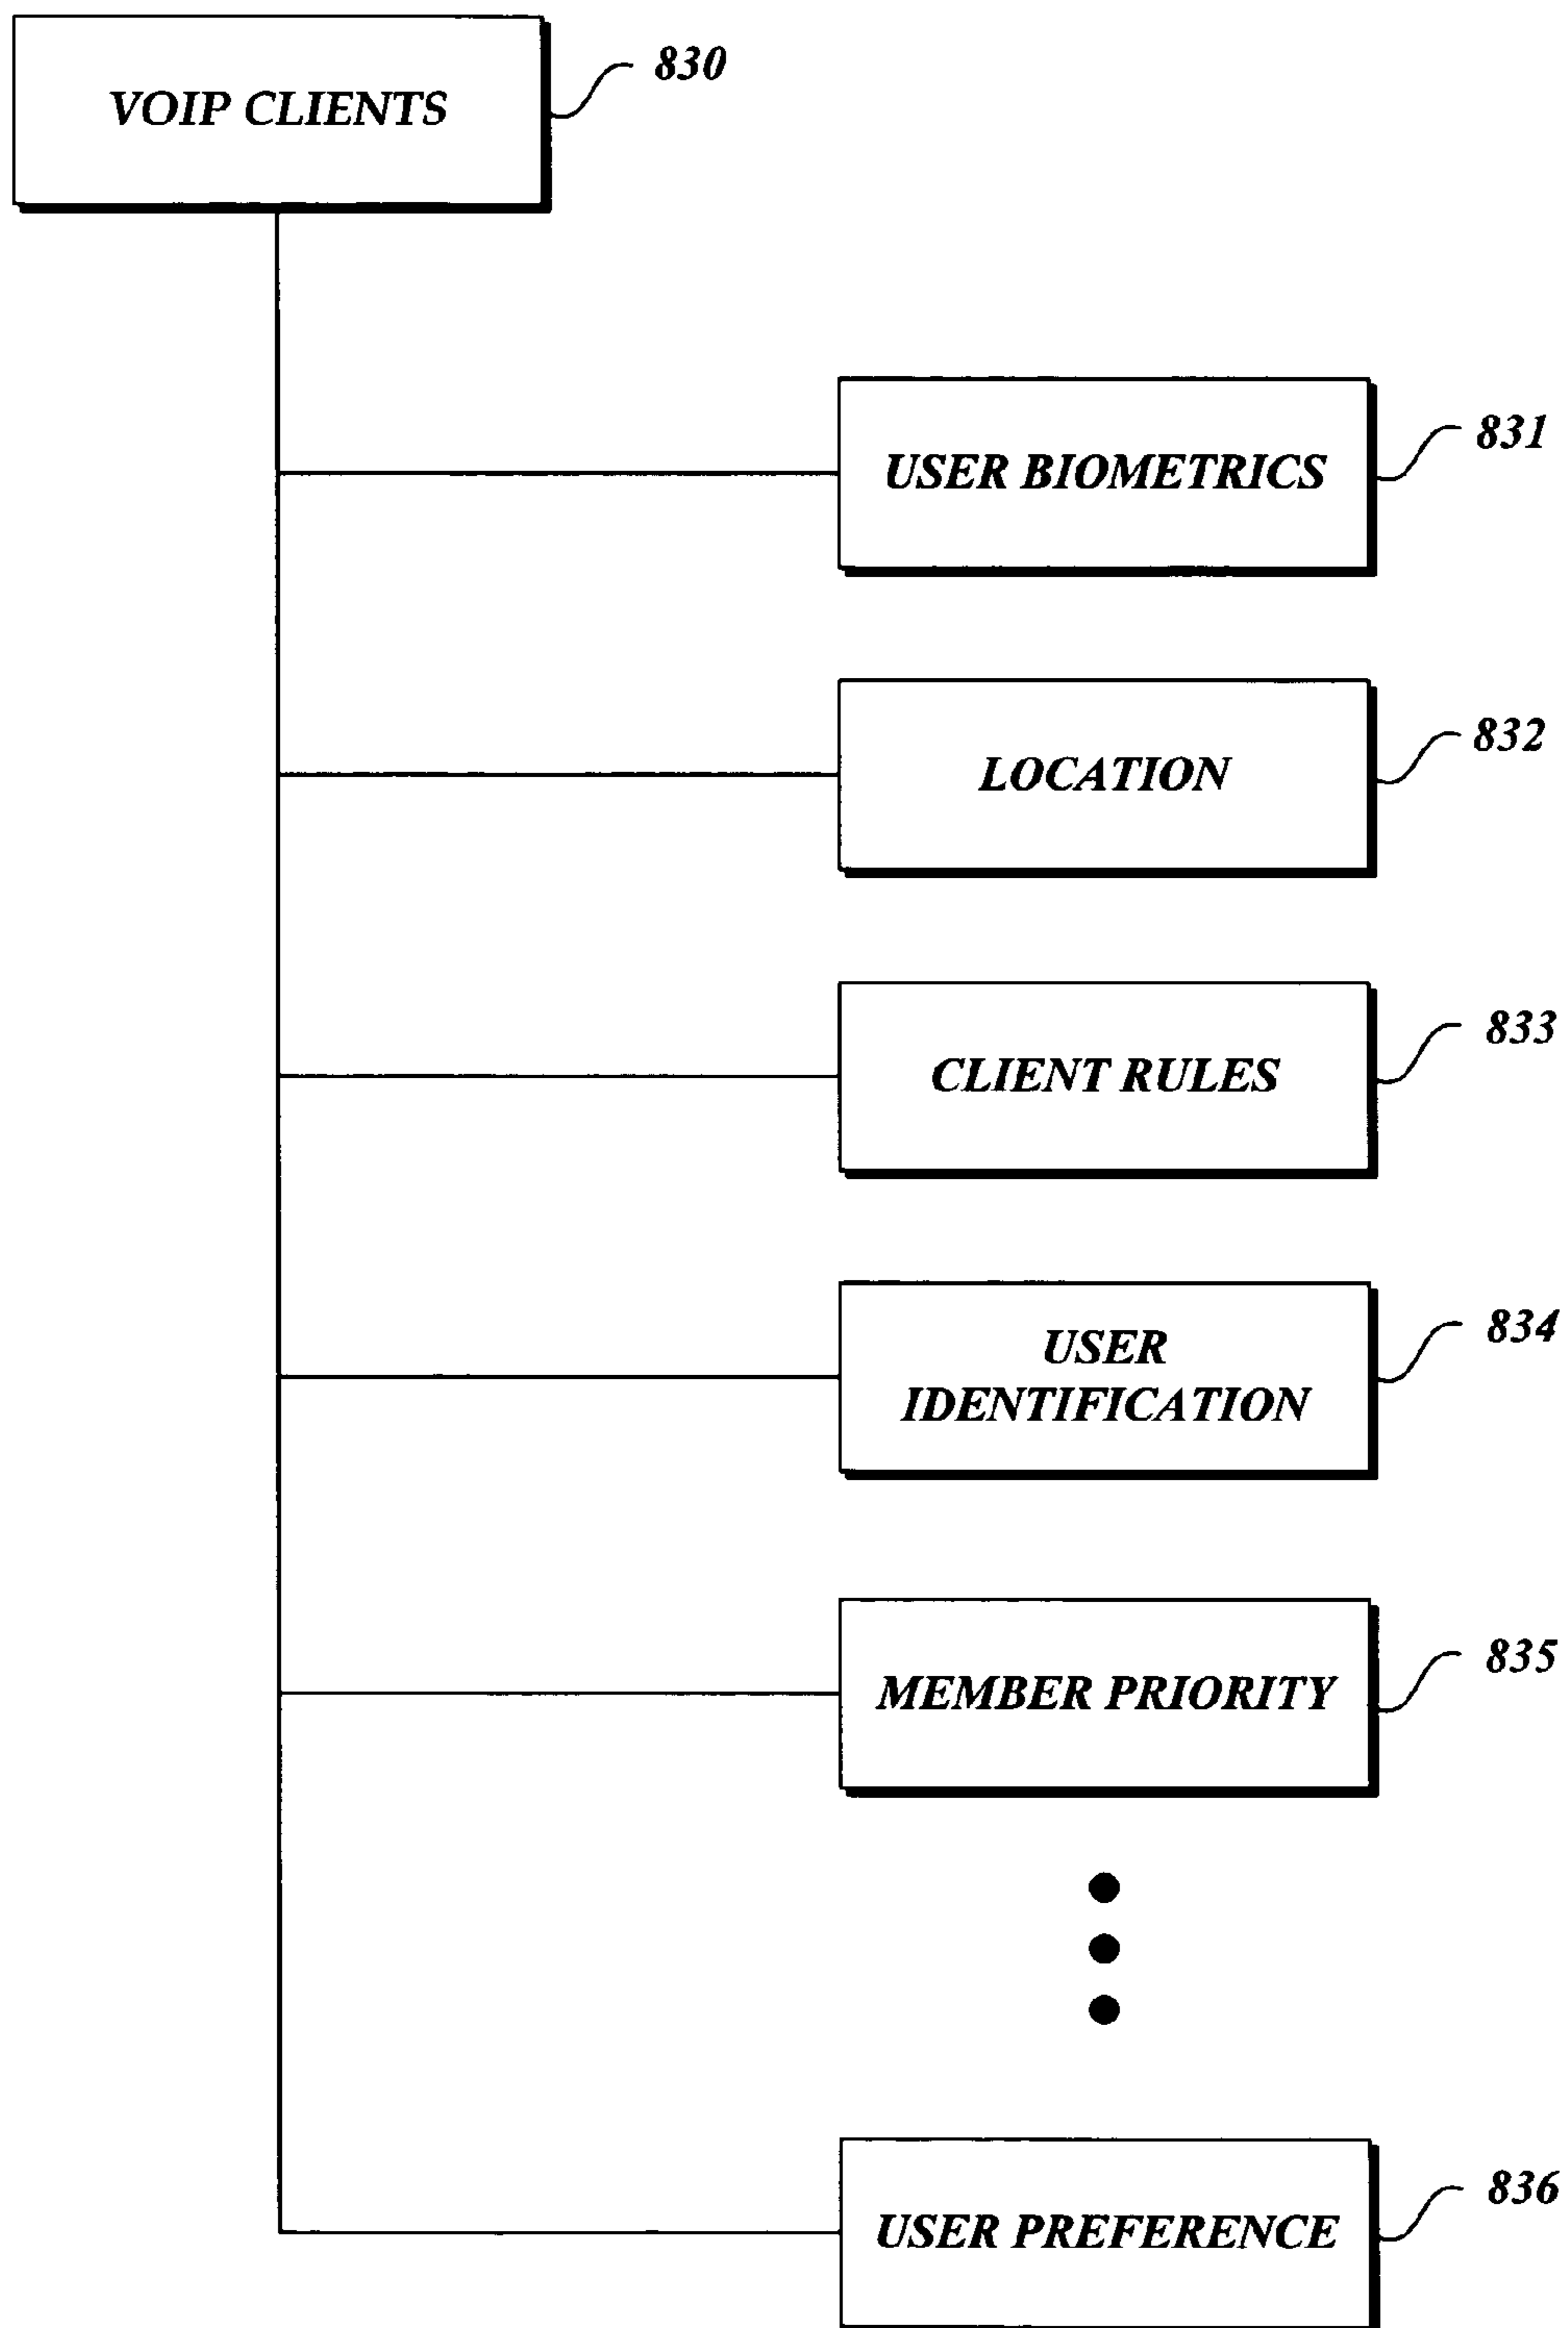 VOIP CLIENTS
830
USER BIOMETRICS
831
LOCATION
832
CLIENT RULES
833
USER
IDENTIFICATION
834
MEMBER PRIORITY
835
USER PREFERENCE
836